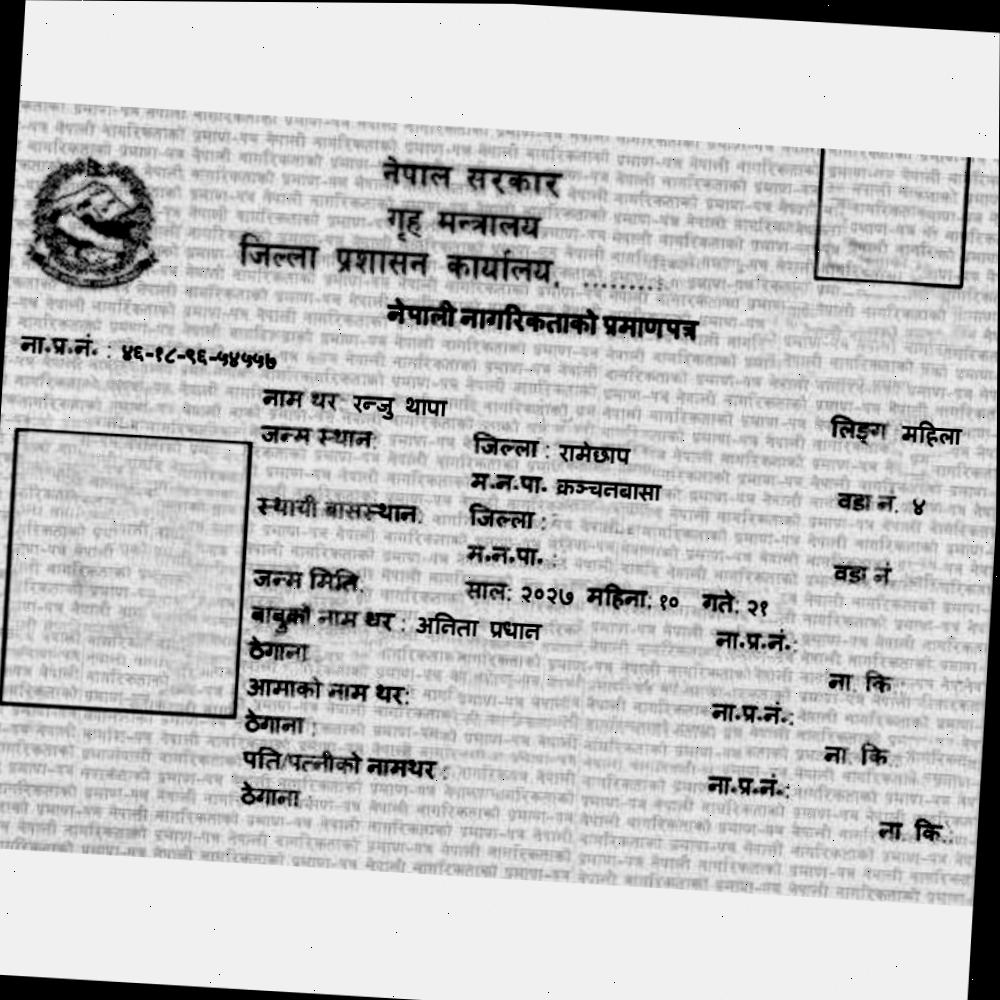 नेपाल सरकार
गृह मन्त्रालय
जिल्ला प्रशासन कार्यालय, .........
नेपाली नागरिकताको प्रमाणपत्र
ना.प्र.नं. : ४६-१८-९६-५४५५७
नाम थर रन्जु थापा लिङ्ग महिला
जन्म स्थान: जिल्ला : रामेछाप
म.न.पा. क्रञ्चनबासा वडा नं. ४
स्थायी बासस्थान: जिल्ला :
म.न.पा. : वडा नं
जन्म मिति: साल: २०२७ महिना: १० गते: २१
बाबुको नाम थर : अनिता प्रधान ना.प्र.नं.:
ठेगाना ना. कि :
आमाको नाम थर: ना.प्र.नं.:
ठेगाना : ना. कि :
पति/पत्नीको नामथर : ना.प्र.नं.:
ठेगाना ना. कि.: